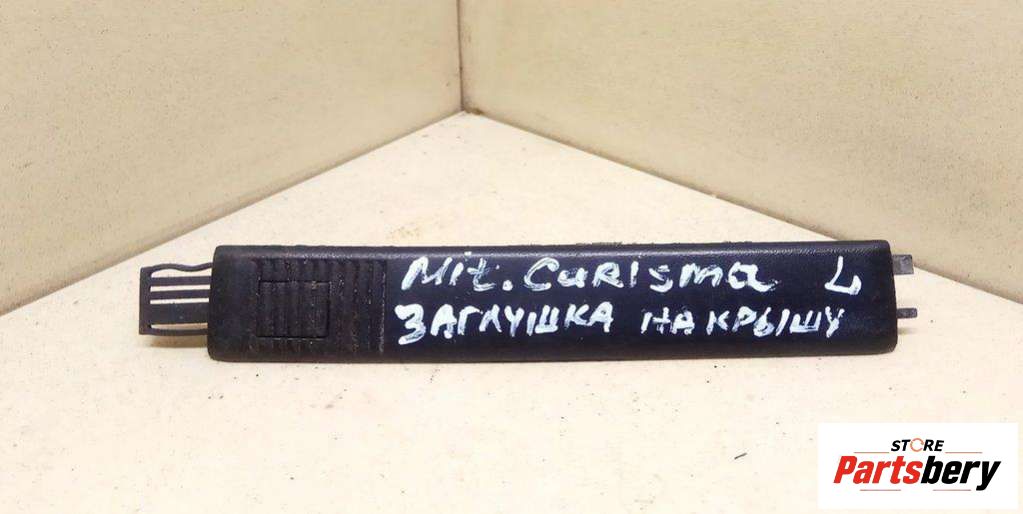 Mit. Carisma L
ЗАГЛУШКА НА КРЫШУ
STORE
Partsbery